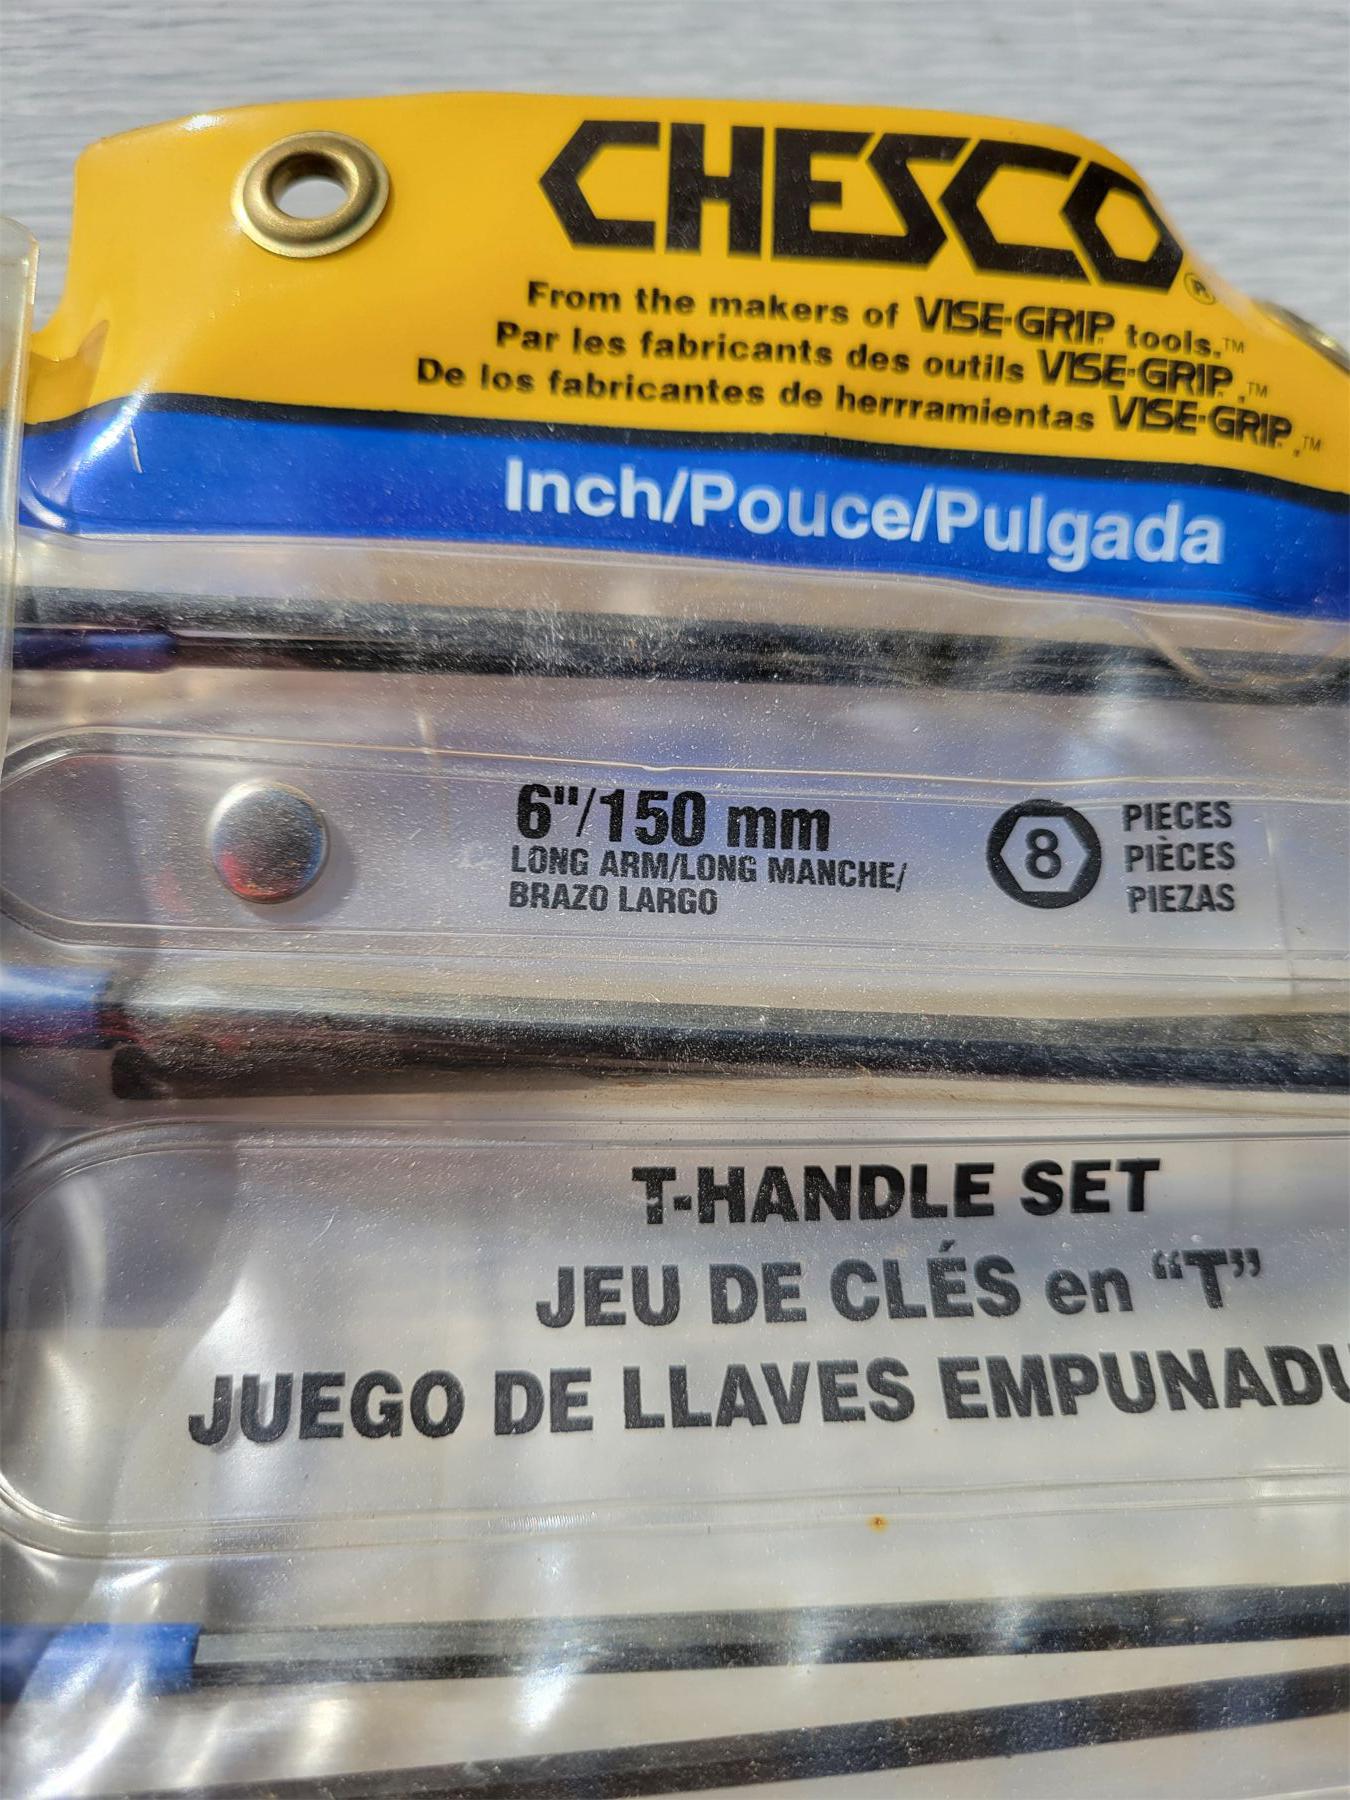 CHESCO®
From the makers of VISE-GRIP tools.™
Par les fabricants des outils VISE-GRIP.™
De los fabricantes de herrramientas VISE-GRIP.™
Inch/Pouce/Pulgada
6"/150 mm
LONG ARM/LONG MANCHE/
BRAZO LARGO
8
PIECES
PIÈCES
PIEZAS
T-HANDLE SET
JEU DE CLÉS en “T”
JUEGO DE LLAVES EMPUNADU